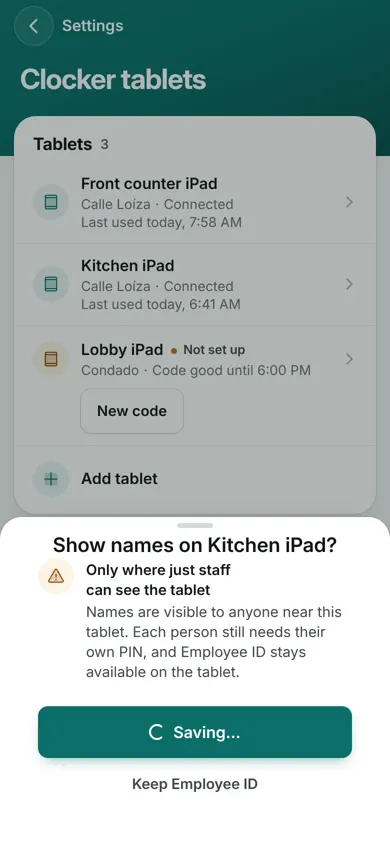 Settings
Clocker tablets
Tablets 3
Front counter iPad
Calle Loíza · Connected
Last used today, 7:58 AM
Kitchen iPad
Calle Loíza · Connected
Last used today, 6:41 AM
Lobby iPad • Not set up
Condado · Code good until 6:00 PM
New code
Add tablet
Show names on Kitchen iPad?
Only where just staff
can see the tablet
Names are visible to anyone near this
tablet. Each person still needs their
own PIN, and Employee ID stays
available on the tablet.
Saving...
Keep Employee ID